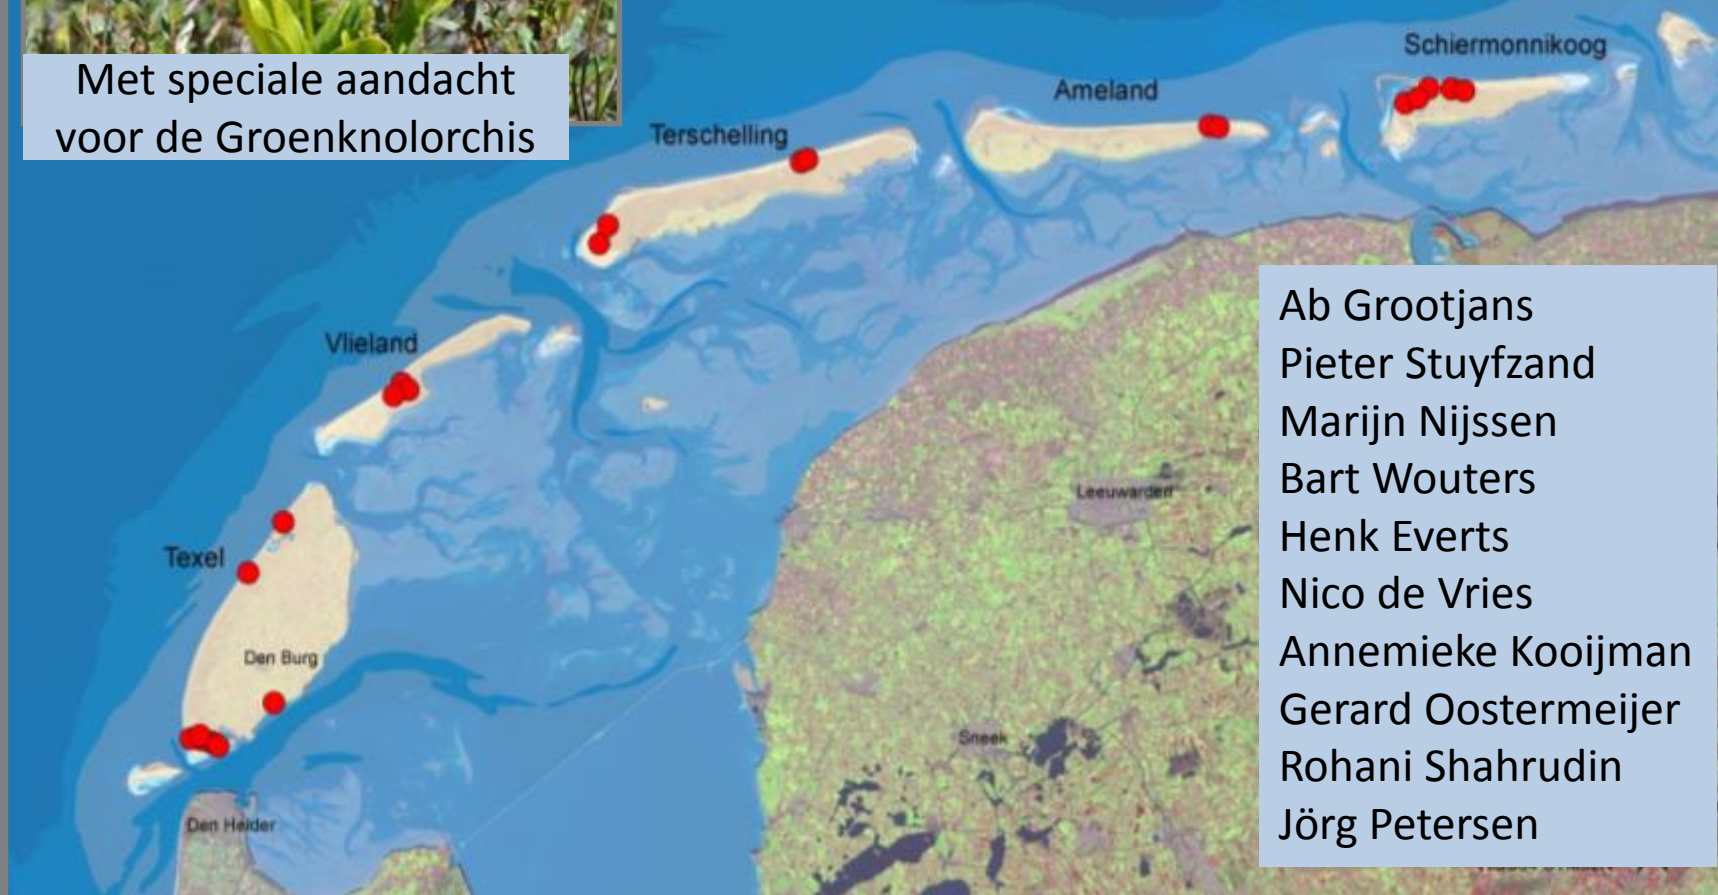 Met speciale aandacht
voor de Groenknolorchis
Schiermonnikoog
Ameland
Terschelling
Vlieland
Texel
Den Burg
Den Helder
Leeuwarden
Sneek
Ab Grootjans
Pieter Stuyfzand
Marijn Nijssen
Bart Wouters
Henk Everts
Nico de Vries
Annemieke Kooijman
Gerard Oostermeijer
Rohani Shahrudin
Jörg Petersen